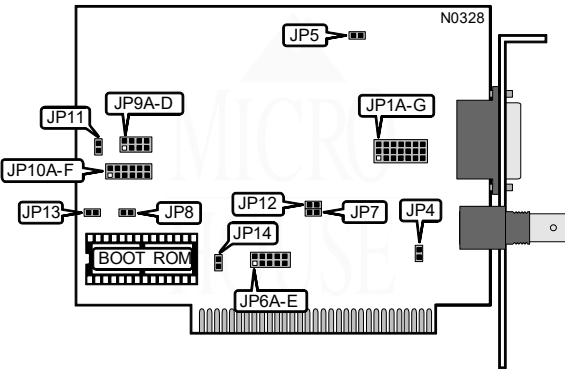 N0328
JP5
JP9A-D
JP1A-G
JP11
JP10A-F
JP12
JP13
JP8
JP7
JP4
JP14
BOOT ROM
JP6A-E
MICRO
HOUSE